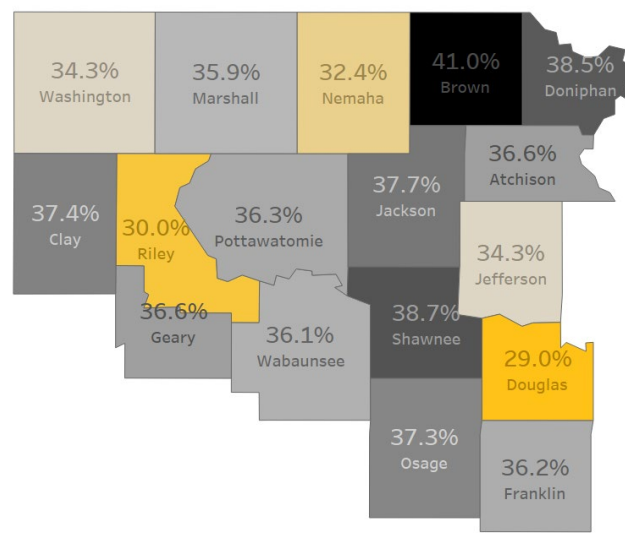 34.3%
Washington
35.9%
Marshall
32.4%
Nemaha
41.0%
Brown
38.5%
Doniphan
36.6%
Atchison
37.4%
Clay
30.0%
Riley
36.3%
Pottawatomie
37.7%
Jackson
34.3%
Jefferson
36.6%
Geary
36.1%
Wabaunsee
38.7%
Shawnee
29.0%
Douglas
37.3%
Osage
36.2%
Franklin